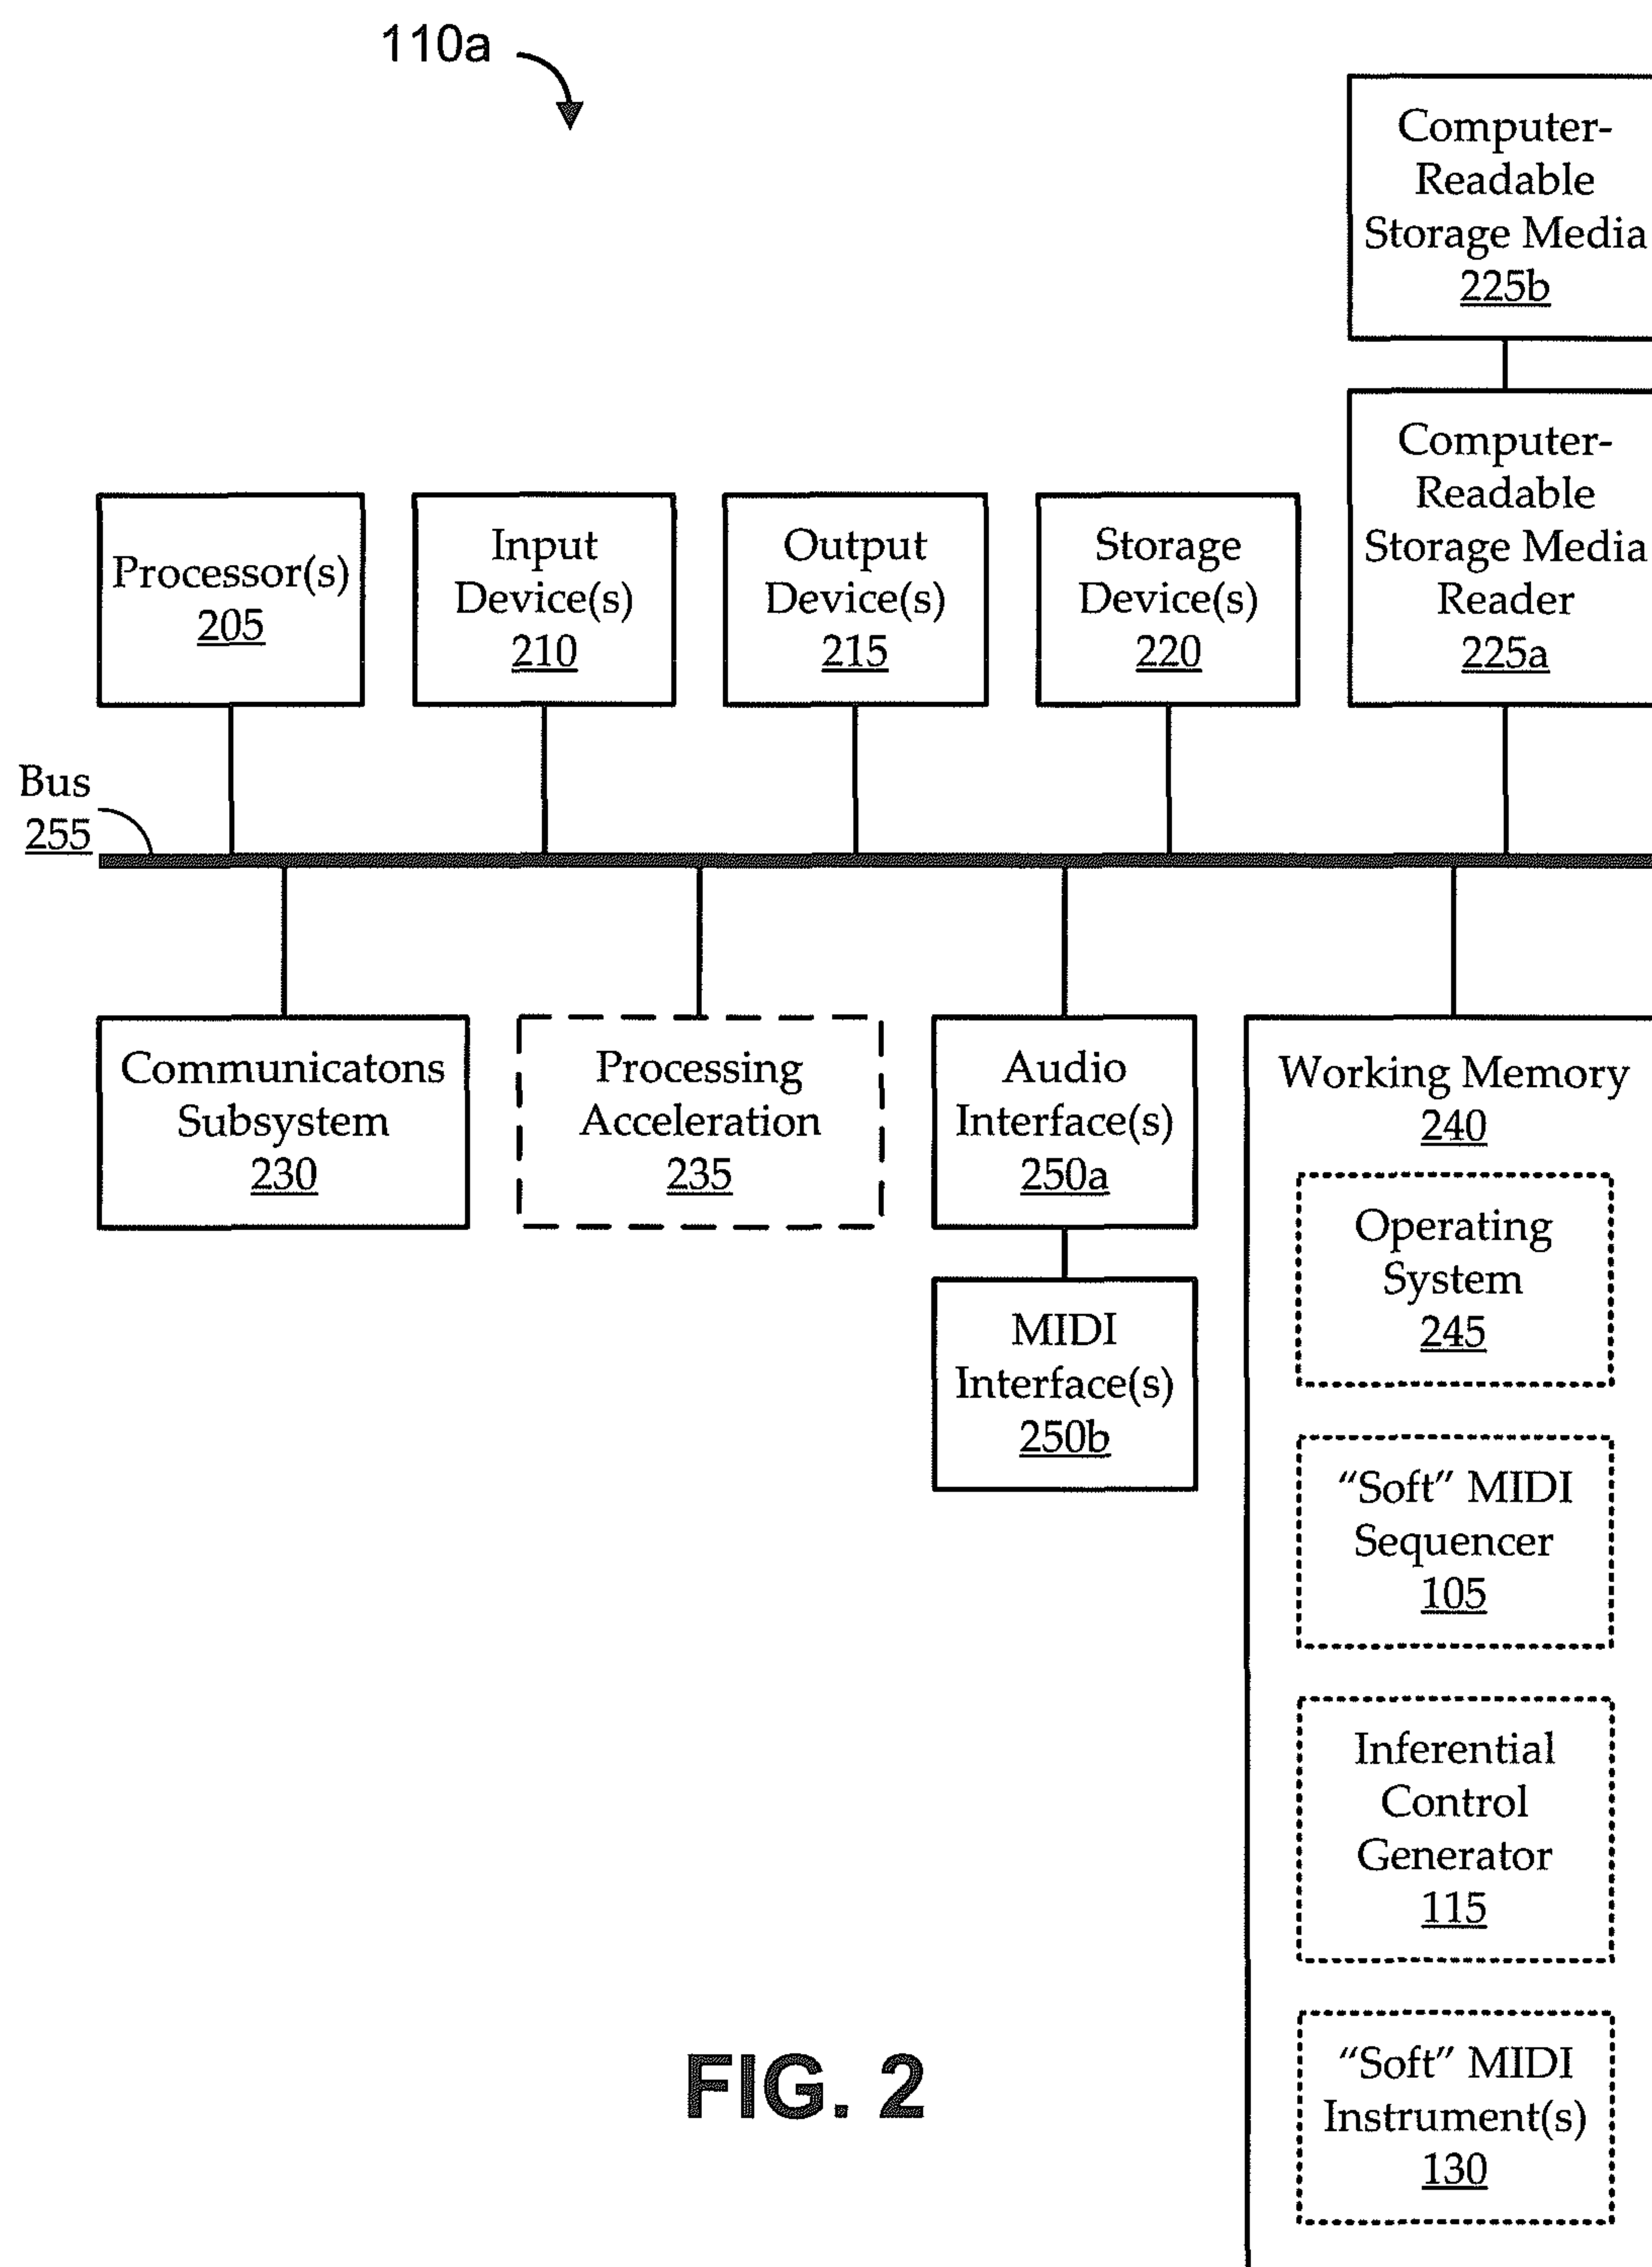 110a
Computer-
Readable
Storage Media
225b
Computer-
Readable
Storage Media
Reader
225a
Processor(s)
205
Input
Device(s)
210
Output
Device(s)
215
Storage
Device(s)
220
Bus
255
Communicatons
Subsystem
230
Processing
Acceleration
235
Audio
Interface(s)
250a
MIDI
Interface(s)
250b
Working Memory
240
Operating
System
245
“Soft” MIDI
Sequencer
105
Inferential
Control
Generator
115
“Soft” MIDI
Instrument(s)
130
FIG. 2